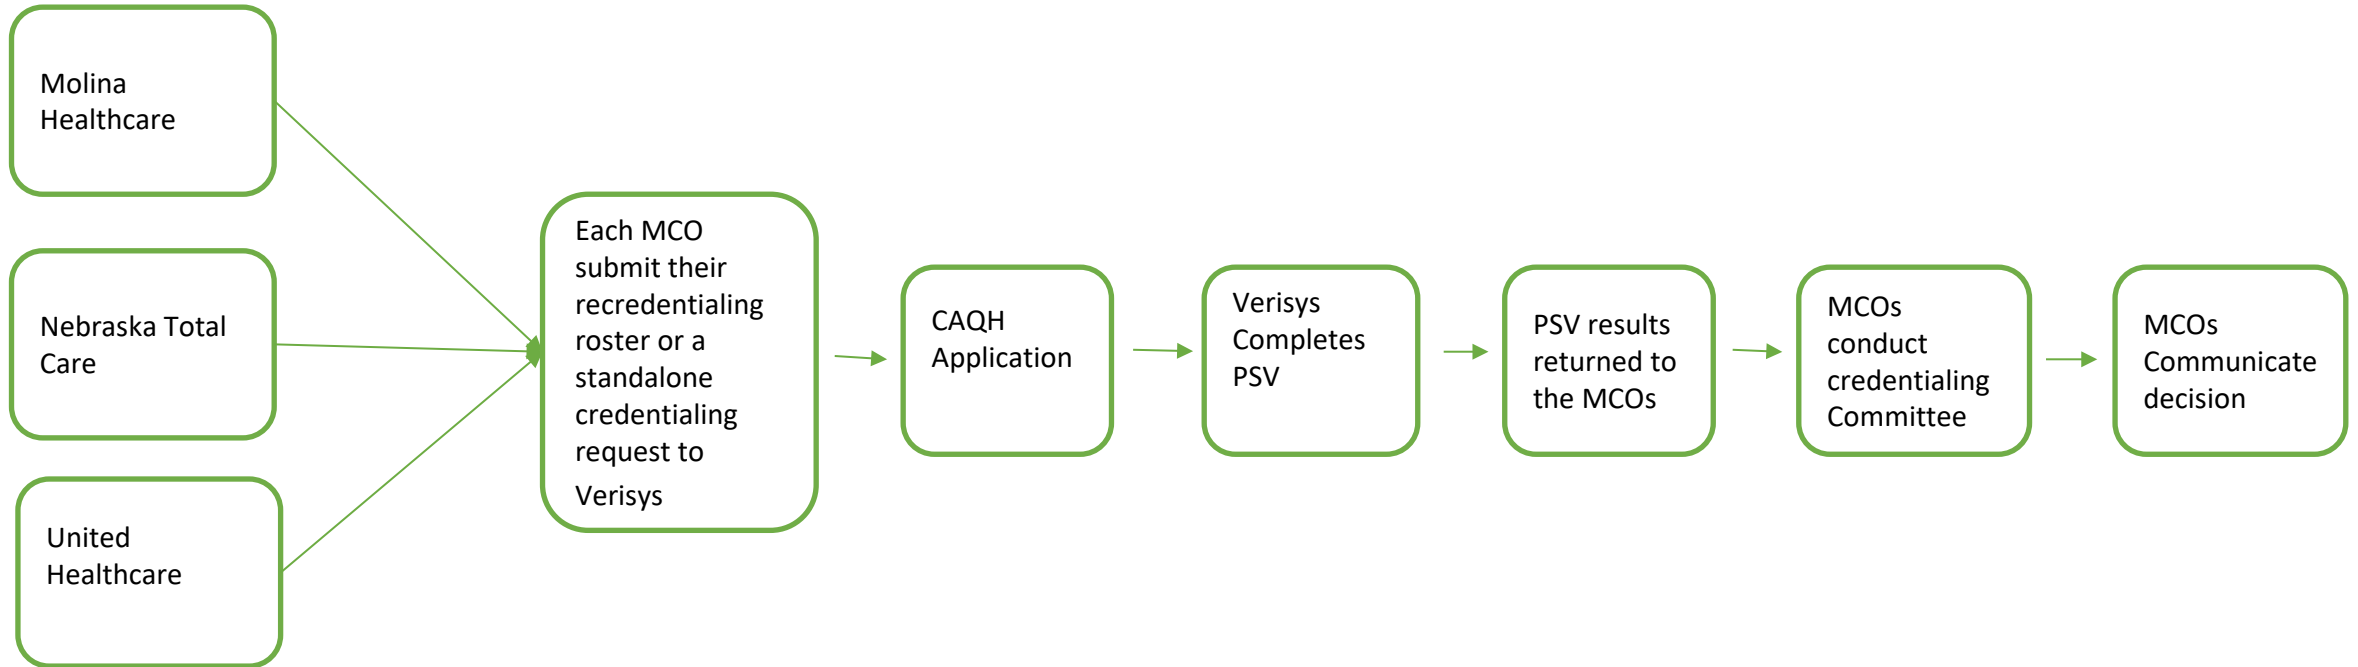 Molina
Healthcare
Nebraska Total
Care
United
Healthcare
Each MCO
submit their
recredentialing
roster or a
standalone
credentialing
request to
Verisys
CAQH
Application
Verisys
Completes
PSV
PSV results
returned to
the MCOs
MCOs
conduct
credentialing
Committee
MCOs
Communicate
decision